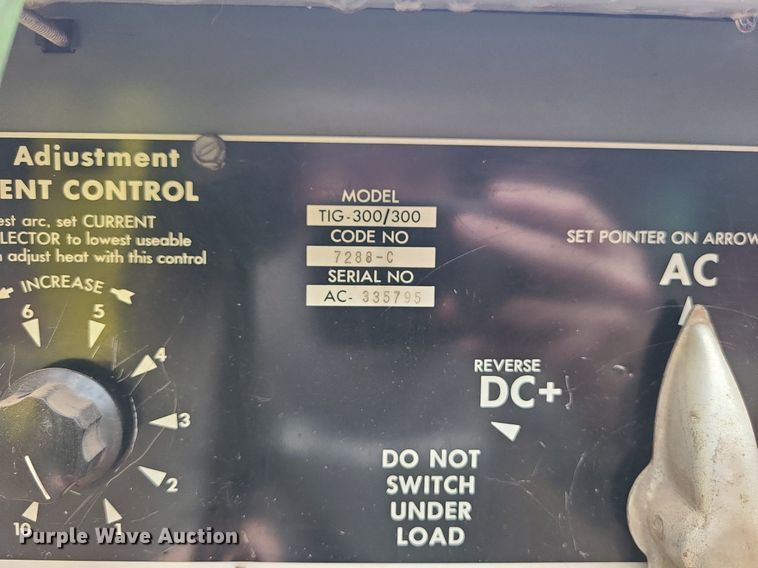 Adjustment
ENT CONTROL
est arc, set CURRENT
LECTOR to lowest useable
n adjust heat with this control
INCREASE
6
5
4
3
2
1
10
MODEL
TIG-300/300
CODE NO
7288-C
SERIAL NO
AC- 335795
SET POINTER ON ARROW
AC
REVERSE
DC+
DO NOT
SWITCH
UNDER
LOAD
Purple Wave Auction